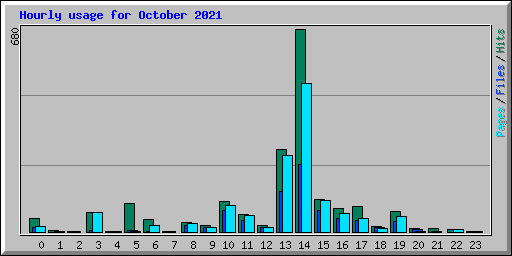 Hourly usage for October 2021
680
Pages/Files/Hits
0 1 2 3 4 5 6 7 8 9 10 11 12 13 14 15 16 17 18 19 20 21 22 23